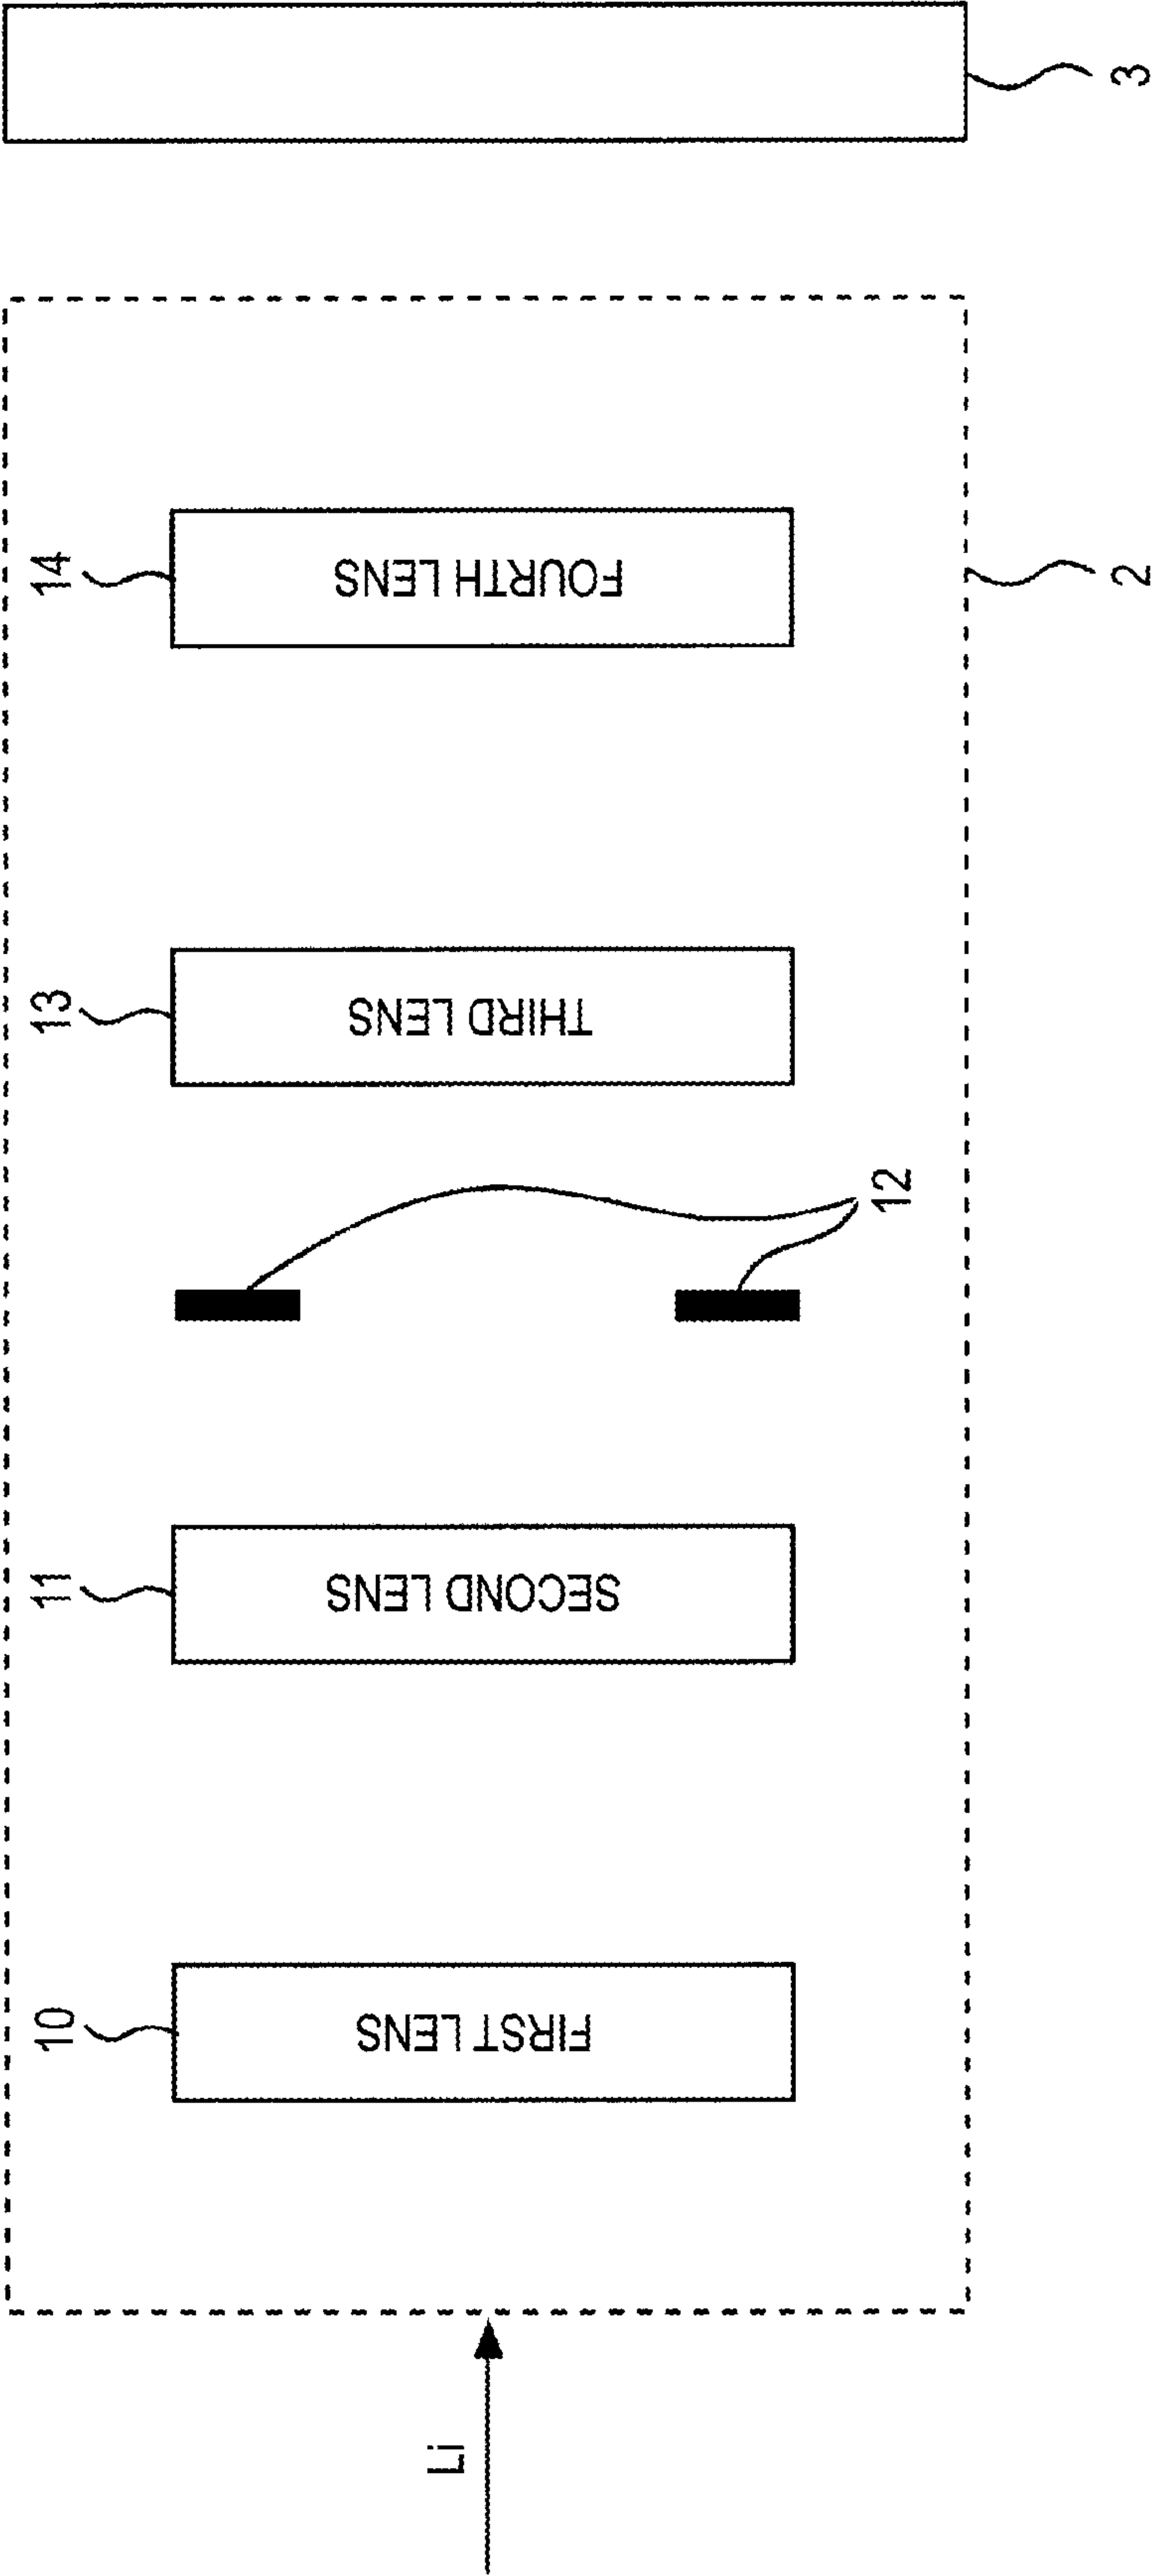 3
14
FOURTH LENS
2
13
THIRD LENS
12
11
SECOND LENS
10
FIRST LENS
Li